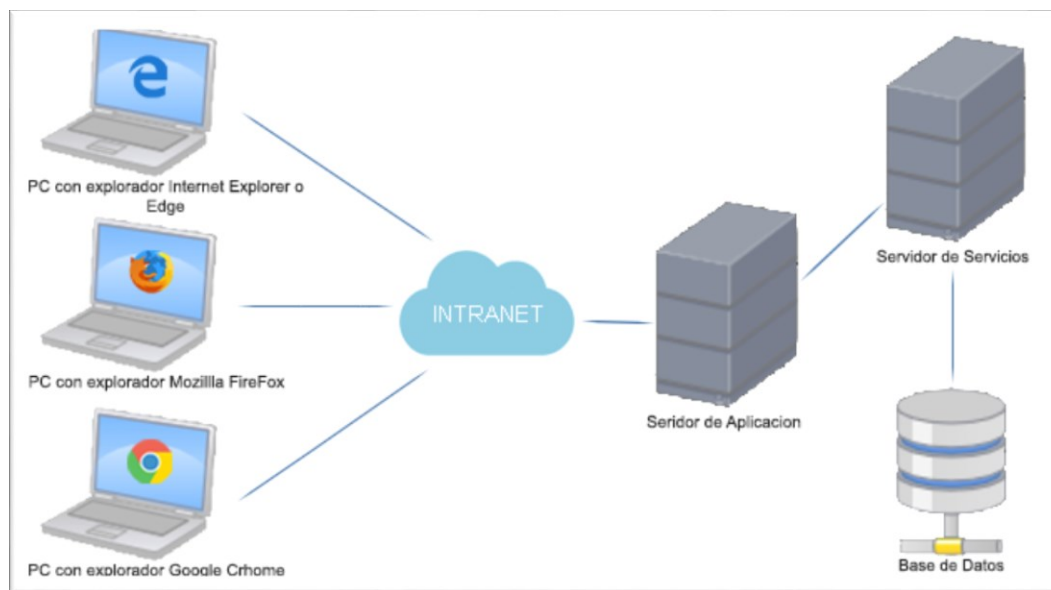 PC con explorador Internet Explorer o
Edge
PC con explorador Mozillla FireFox
PC con explorador Google Crhome
INTRANET
Seridor de Aplicacion
Servidor de Servicios
Base de Datos